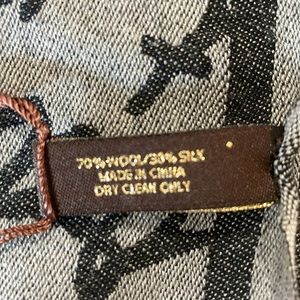 70% WOOL/30% SILK
MADE IN CHINA
DRY CLEAN ONLY